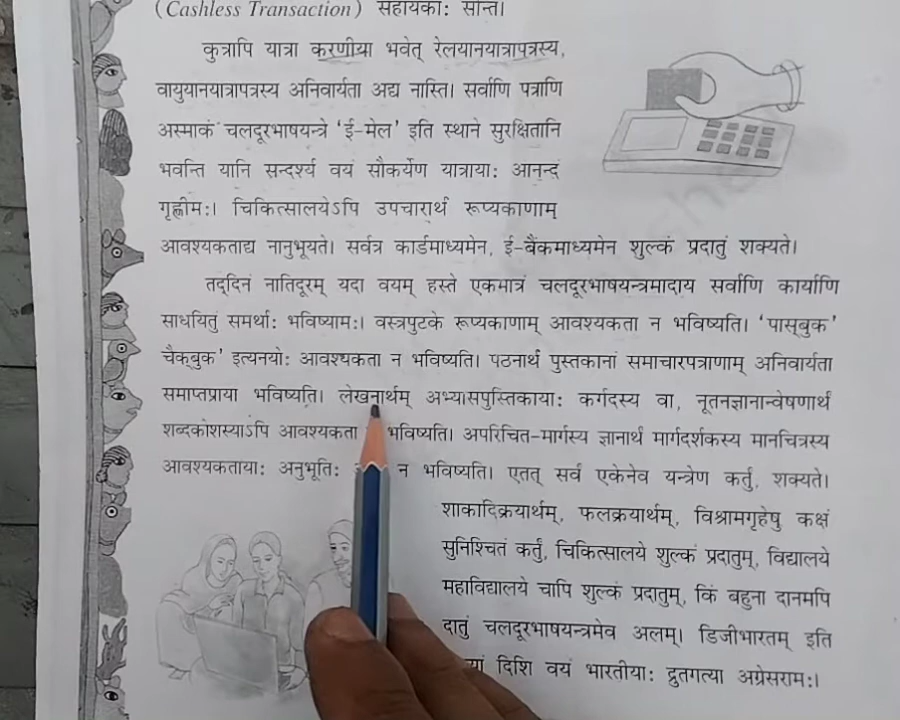 (Cashless Transaction) सहायकाः सन्ति।
कुत्रापि यात्रा करणीया भवेत् रेलयानयात्रापत्रस्य,
वायुयानयात्रापत्रस्य अनिवार्यता अद्य नास्ति। सर्वाणि पत्राणि
अस्माकं चलदूरभाषयन्त्रे ‘ई-मेल’ इति स्थाने सुरक्षितानि
भवन्ति यानि सन्दर्श्य वयं सौकर्येण यात्रायाः आनन्दं
गृह्णीमः। चिकित्सालयेऽपि उपचारार्थं रूप्यकाणाम्
आवश्यकताद्य नानुभूयते। सर्वत्र कार्डमाध्यमेन, ई-बैंकमाध्यमेन शुल्कं प्रदातुं शक्यते।
तद्दिनं नातिदूरम् यदा वयम् हस्ते एकमात्रं चलदूरभाषयन्त्रमादाय सर्वाणि कार्याणि
साधयितुं समर्थाः भविष्यामः। वस्त्रपुटके रूप्यकाणाम् आवश्यकता न भविष्यति। ‘पास्बुक’
चैक्बुक’ इत्यनयोः आवश्यकता न भविष्यति। पठनार्थं पुस्तकानां समाचारपत्राणाम् अनिवार्यता
समाप्तप्राया भविष्यति। लेखनार्थम् अभ्यासपुस्तिकायाः कर्गदस्य वा, नूतनज्ञानान्वेषणार्थं
शब्दकोशस्याऽपि आवश्यकता भविष्यति। अपरिचित-मार्गस्य ज्ञानार्थं मार्गदर्शकस्य मानचित्रस्य
आवश्यकतायाः अनुभूतिः न भविष्यति। एतत् सर्वं एकेनेव यन्त्रेण कर्तुं, शक्यते।
शाकादिक्रयार्थम्, फलक्रयार्थम्, विश्रामगृहेषु कक्षं
सुनिश्चितं कर्तुं, चिकित्सालये शुल्कं प्रदातुम्, विद्यालये
महाविद्यालये चापि शुल्कं प्रदातुम्, किं बहुना दानमपि
दातुं चलदूरभाषयन्त्रमेव अलम्। डिजीभारतम् इति
दिशि वयं भारतीयाः द्रुतगत्या अग्रेसरामः।